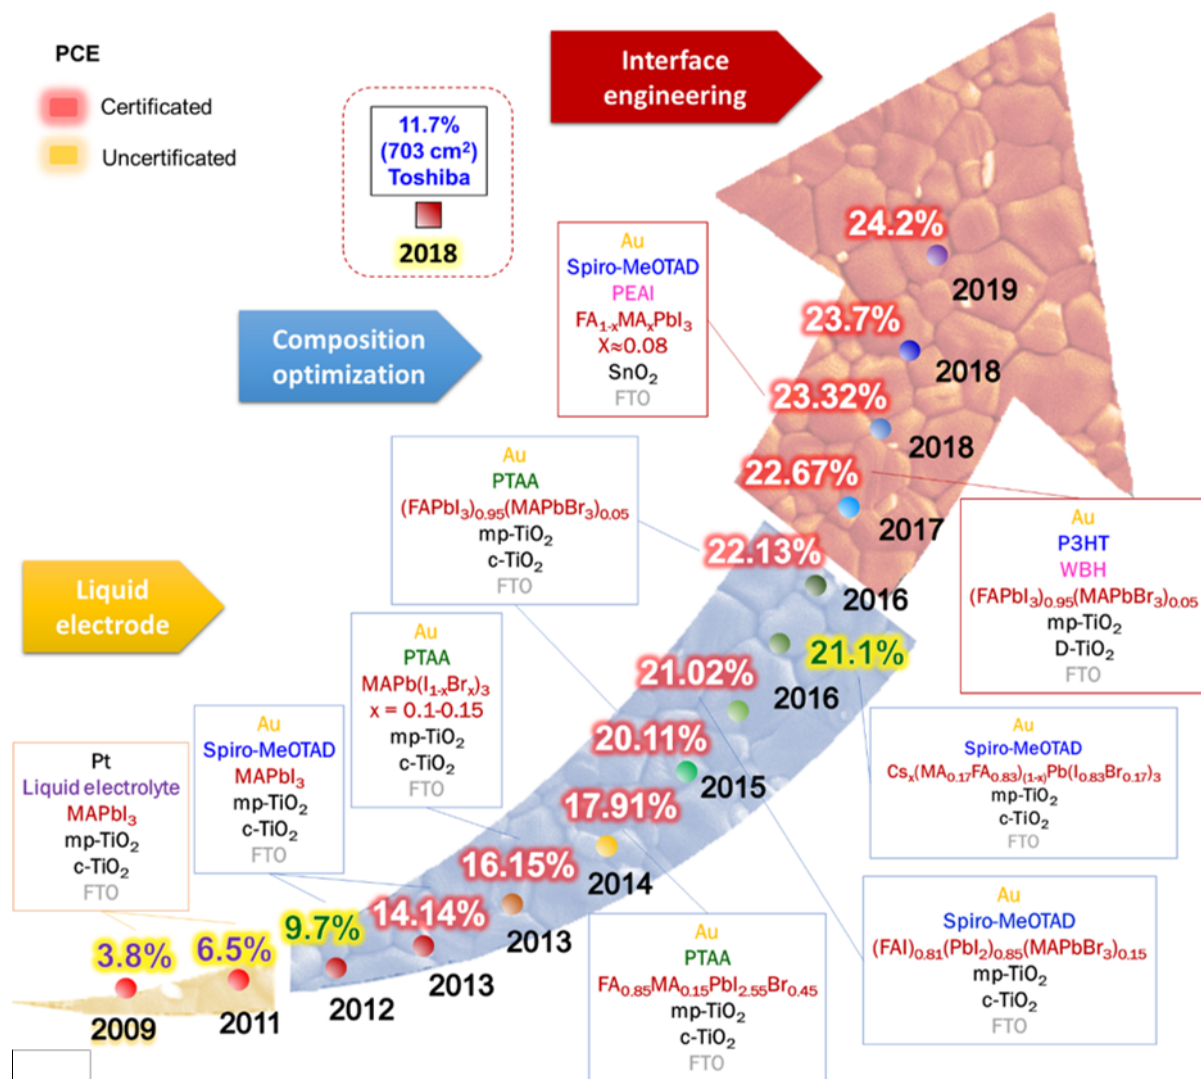 PCE
Certificated
Uncertificated
11.7%
(703 cm²)
Toshiba
2018
Interface
engineering
Composition
optimization
Liquid
electrode
Au
Spiro-MeOTAD
PEAI
FA₁₋ₓMAₓPbI₃
X≈0.08
SnO₂
FTO
24.2%
2019
23.7%
2018
23.32%
2018
22.67%
2017
Au
PTAA
(FAPbI₃)₀.₉₅(MAPbBr₃)₀.₀₅
mp-TiO₂
c-TiO₂
FTO
22.13%
2016
Au
P3HT
WBH
(FAPbI₃)₀.₉₅(MAPbBr₃)₀.₀₅
mp-TiO₂
D-TiO₂
FTO
Au
PTAA
MAPb(I₁₋ₓBrₓ)₃
x = 0.1-0.15
mp-TiO₂
c-TiO₂
FTO
21.1%
2016
21.02%
20.11%
2015
17.91%
2014
16.15%
2013
14.14%
2013
9.7%
2012
6.5%
2011
3.8%
2009
Au
Spiro-MeOTAD
MAPbI₃
mp-TiO₂
c-TiO₂
FTO
Pt
Liquid electrolyte
MAPbI₃
mp-TiO₂
c-TiO₂
FTO
Au
Spiro-MeOTAD
Csₓ(MA₀.₁₇FA₀.₈₃)₍₁₋ₓ₎Pb(I₀.₈₃Br₀.₁₇)₃
mp-TiO₂
c-TiO₂
FTO
Au
Spiro-MeOTAD
(FAI)₀.₈₁(PbI₂)₀.₈₅(MAPbBr₃)₀.₁₅
mp-TiO₂
c-TiO₂
FTO
Au
PTAA
FA₀.₈₅MA₀.₁₅PbI₂.₅₅Br₀.₄₅
mp-TiO₂
c-TiO₂
FTO